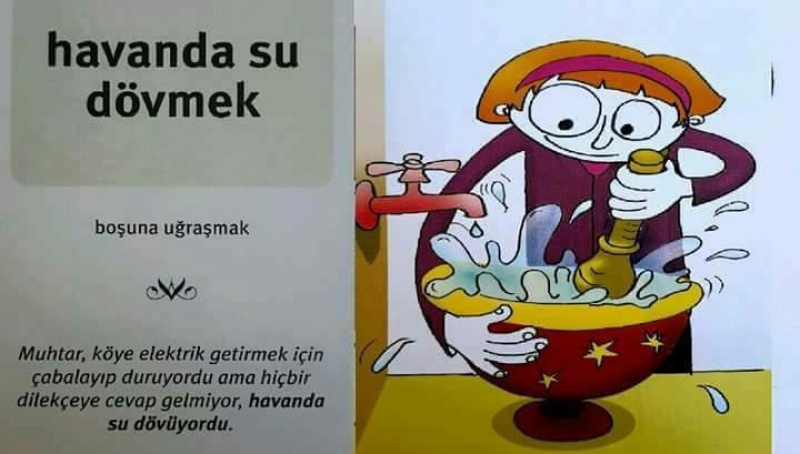 havanda su
dövmek
boşuna uğraşmak
Muhtar, köye elektrik getirmek için
çabalayıp duruyordu ama hiçbir
dilekçeye cevap gelmiyor, havanda
su dövüyordu.